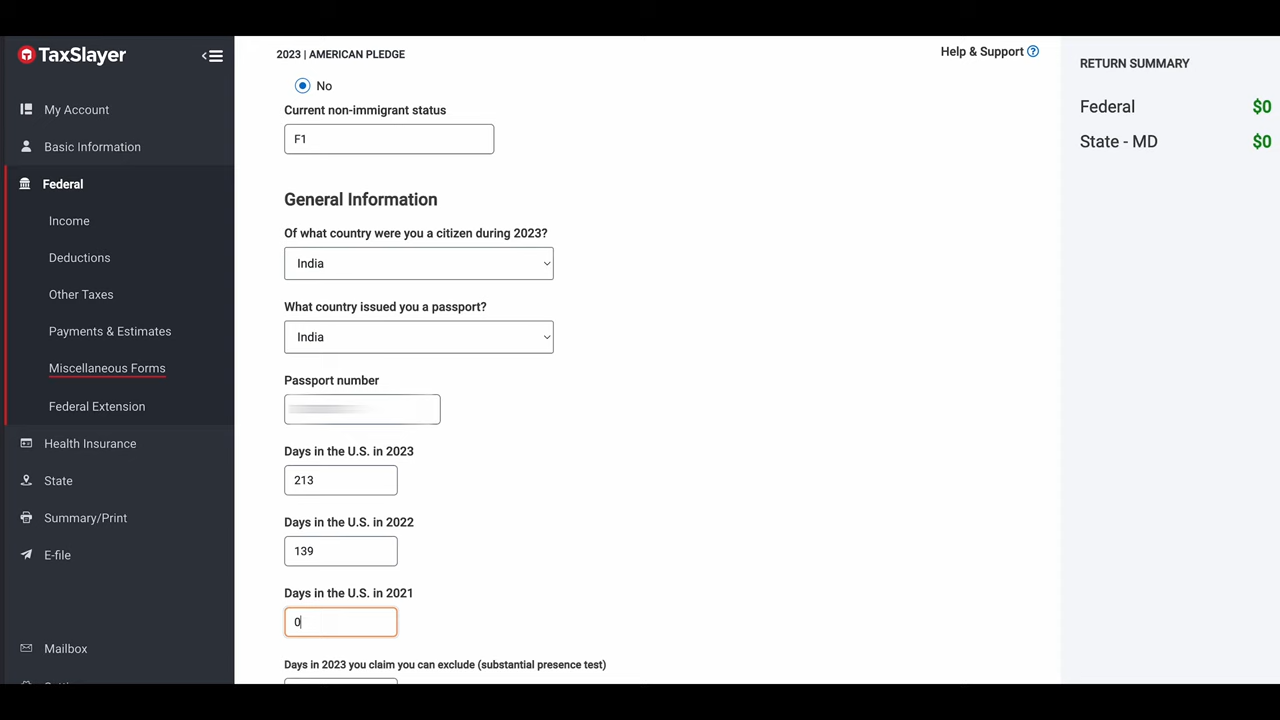 TaxSlayer
My Account
Basic Information
Federal
Income
Deductions
Other Taxes
Payments & Estimates
Miscellaneous Forms
Federal Extension
Health Insurance
State
Summary/Print
E-file
Mailbox
2023 | AMERICAN PLEDGE
Help & Support ?
No
Current non-immigrant status
F1
General Information
Of what country were you a citizen during 2023?
India
What country issued you a passport?
India
Passport number
Days in the U.S. in 2023
213
Days in the U.S. in 2022
139
Days in the U.S. in 2021
0
Days in 2023 you claim you can exclude (substantial presence test)
RETURN SUMMARY
Federal $0
State - MD $0